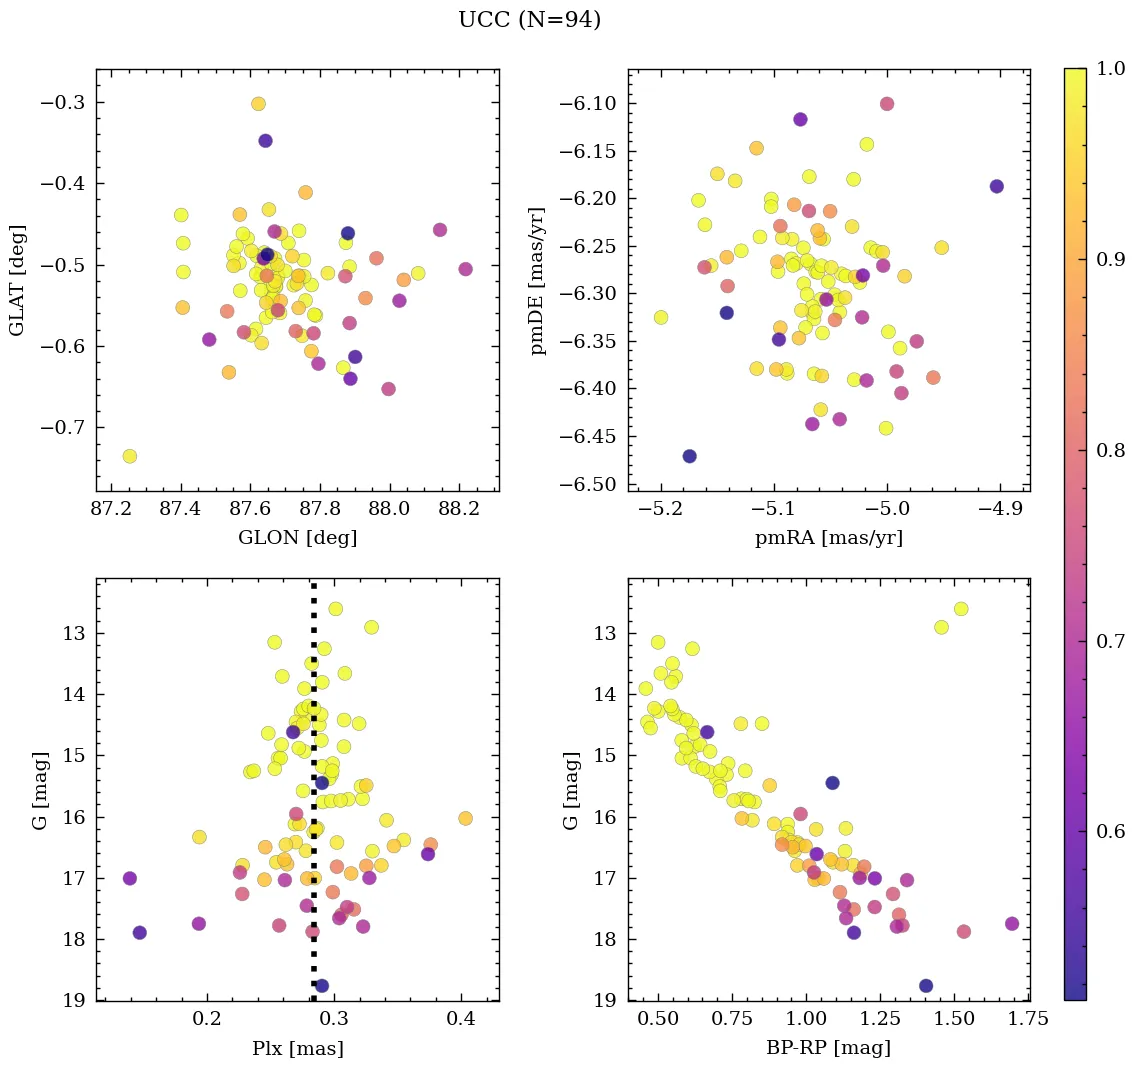 UCC (N=94)
−0.3
−0.4
−0.5
−0.6
−0.7
GLAT [deg]
87.2 87.4 87.6 87.8 88.0 88.2
GLON [deg]
−6.10
−6.15
−6.20
−6.25
−6.30
−6.35
−6.40
−6.45
−6.50
pmDE [mas/yr]
−5.2 −5.1 −5.0 −4.9
pmRA [mas/yr]
1.0
0.9
0.8
0.7
0.6
13
14
15
16
17
18
19
G [mag]
0.2 0.3 0.4
Plx [mas]
13
14
15
16
17
18
19
G [mag]
0.50 0.75 1.00 1.25 1.50 1.75
BP-RP [mag]